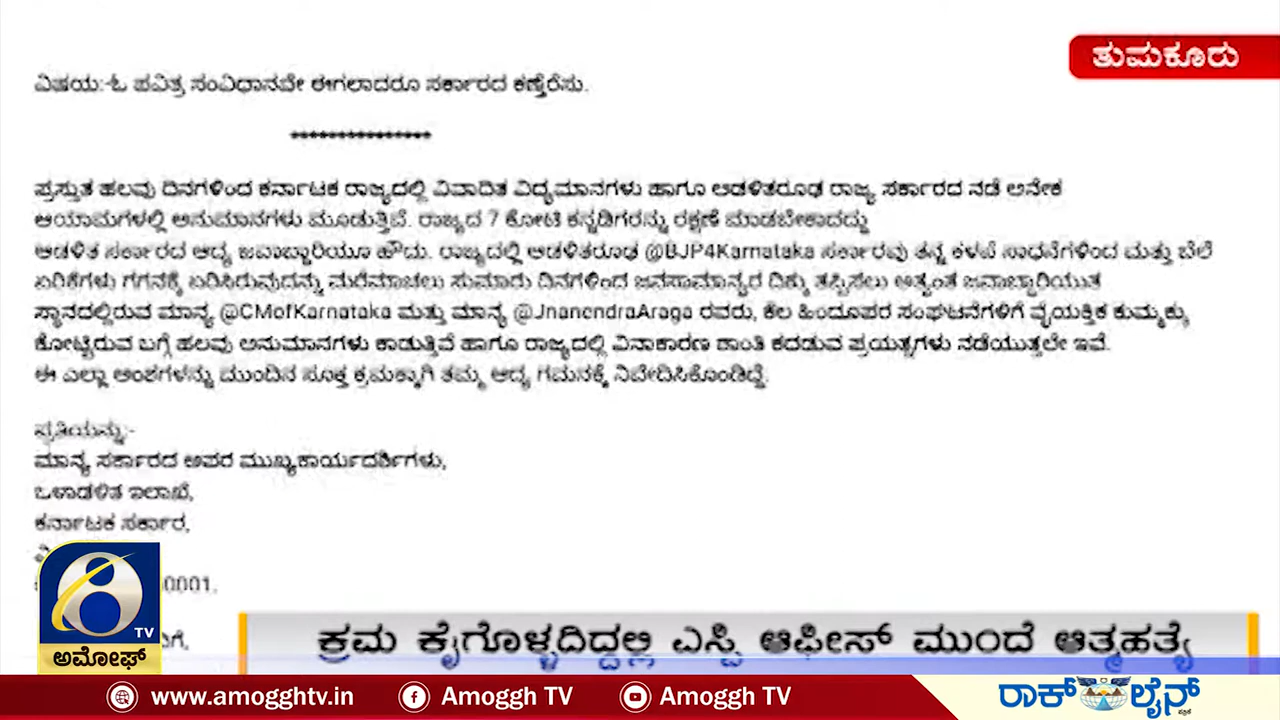 ತುಮಕೂರು
ವಿಷಯ:-ಓ ಪವಿತ್ರ ಸಂವಿಧಾನವೇ ಈಗಲಾದರೂ ಸರ್ಕಾರದ ಕಣ್ತೆರೆಸು.
***************
ಪ್ರಸ್ತುತ ಹಲವು ದಿನಗಳಿಂದ ಕರ್ನಾಟಕ ರಾಜ್ಯದಲ್ಲಿ ವಿವಾದಿತ ವಿದ್ಯಮಾನಗಳು ಹಾಗೂ ಆಡಳಿತರೂಢ ರಾಜ್ಯ ಸರ್ಕಾರದ ನಡೆ ಅನೇಕ
ಆಯಾಮಗಳಲ್ಲಿ ಅನುಮಾನಗಳು ಮೂಡುತ್ತಿವೆ. ರಾಜ್ಯದ 7 ಕೋಟಿ ಕನ್ನಡಿಗರನ್ನು ರಕ್ಷಣೆ ಮಾಡಬೇಕಾದದ್ದು
ಆಡಳಿತ ಸರ್ಕಾರದ ಆದ್ಯ ಜವಾಬ್ದಾರಿಯೂ ಹೌದು. ರಾಜ್ಯದಲ್ಲಿ ಆಡಳಿತರೂಢ @BJP4Karnataka ಸರ್ಕಾರವು ತನ್ನ ಕಳಪೆ ಸಾಧನೆಗಳಿಂದ ಮತ್ತು ಬೆಲೆ
ಏರಿಕೆಗಳು ಗಗನಕ್ಕೆ ಏರಿಸಿರುವುದನ್ನು ಮರೆಮಾಚಲು ಸುಮಾರು ದಿನಗಳಿಂದ ಜನಸಾಮಾನ್ಯರ ದಿಕ್ಕು ತಪ್ಪಿಸಲು ಅತ್ಯಂತ ಜವಾಬ್ದಾರಿಯುತ
ಸ್ಥಾನದಲ್ಲಿರುವ ಮಾನ್ಯ @CMofKarnataka ಮತ್ತು ಮಾನ್ಯ @JnanendraAraga ರವರು, ಕೆಲ ಹಿಂದೂಪರ ಸಂಘಟನೆಗಳಿಗೆ ವೈಯಕ್ತಿಕ ಕುಮ್ಮಕ್ಕು
ಕೊಟ್ಟಿರುವ ಬಗ್ಗೆ ಹಲವು ಅನುಮಾನಗಳು ಕಾಡುತ್ತಿವೆ ಹಾಗೂ ರಾಜ್ಯದಲ್ಲಿ ವಿನಾಕಾರಣ ಶಾಂತಿ ಕದಡುವ ಪ್ರಯತ್ನಗಳು ನಡೆಯುತ್ತಲೇ ಇವೆ.
ಈ ಎಲ್ಲಾ ಅಂಶಗಳನ್ನು ಮುಂದಿನ ಸೂಕ್ತ ಕ್ರಮಕ್ಕಾಗಿ ತಮ್ಮ ಆದ್ಯ ಗಮನಕ್ಕೆ ನಿವೇದಿಸಿಕೊಂಡಿದ್ದೆ.
ಪ್ರತಿಯನ್ನು:-
ಮಾನ್ಯ ಸರ್ಕಾರದ ಅಪರ ಮುಖ್ಯಕಾರ್ಯದರ್ಶಿಗಳು,
ಒಳಾಡಳಿತ ಇಲಾಖೆ,
ಕರ್ನಾಟಕ ಸರ್ಕಾರ,
8
TV
ಅಮೋಘ್
ಕ್ರಮ ಕೈಗೊಳ್ಳದಿದ್ದಲ್ಲಿ ಎಸ್ಪಿ ಆಫೀಸ್ ಮುಂದೆ ಆತ್ಮಹತ್ಯೆ
www.amogghtv.in Amoggh TV Amoggh TV ರಾಕ್ ಲೈನ್